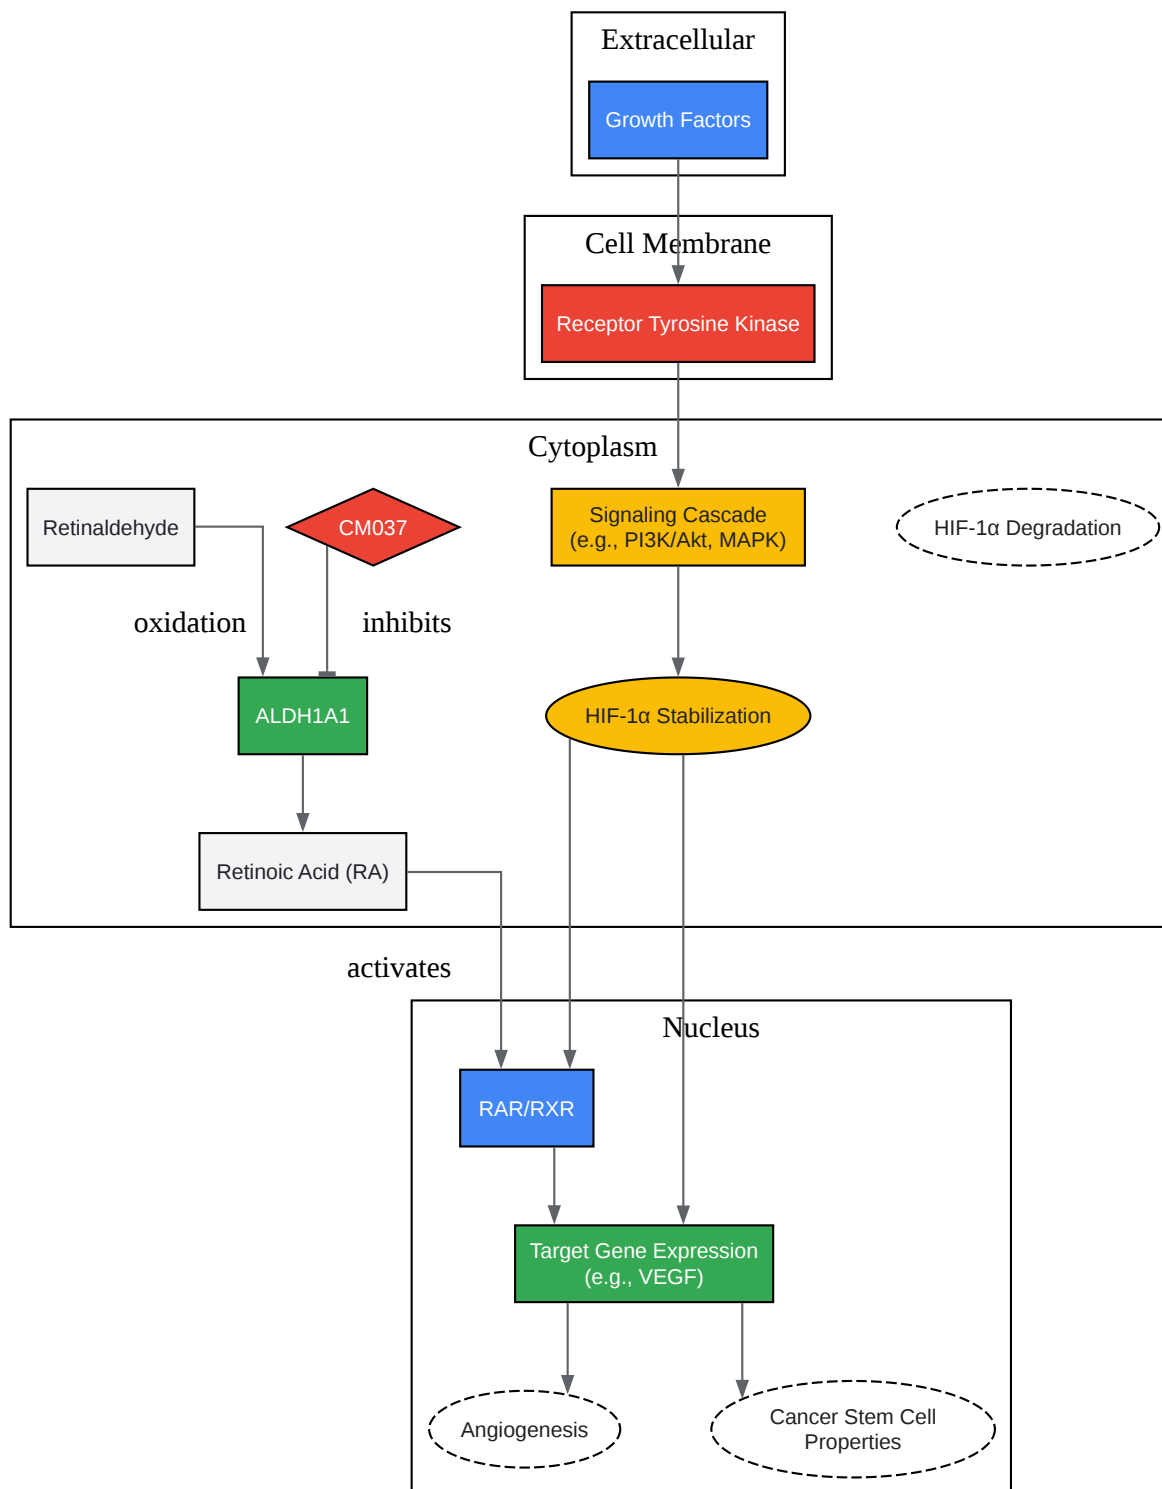 Extracellular
Growth Factors
Cell Membrane
Receptor Tyrosine Kinase
Cytoplasm
Retinaldehyde
CM037
Signaling Cascade
(e.g., PI3K/Akt, MAPK)
HIF-1α Degradation
oxidation
inhibits
ALDH1A1
HIF-1α Stabilization
Retinoic Acid (RA)
activates
Nucleus
RAR/RXR
Target Gene Expression
(e.g., VEGF)
Angiogenesis
Cancer Stem Cell
Properties